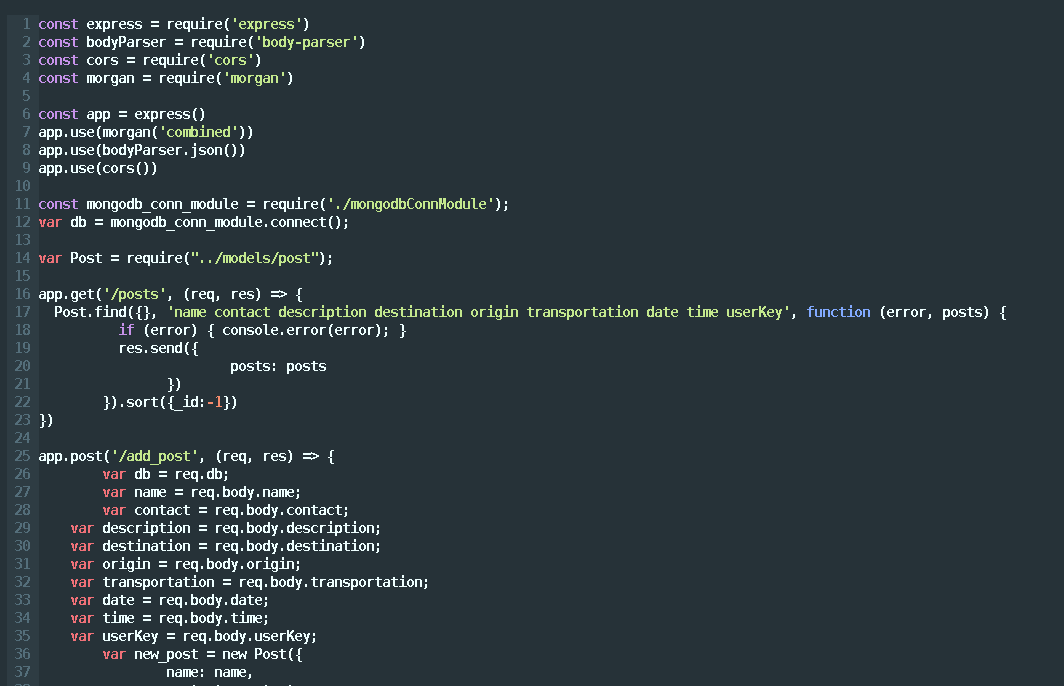 1 const express = require('express')
2 const bodyParser = require('body-parser')
3 const cors = require('cors')
4 const morgan = require('morgan')
5
6 const app = express()
7 app.use(morgan('combined'))
8 app.use(bodyParser.json())
9 app.use(cors())
10
11 const mongodb_conn_module = require('./mongodbConnModule');
12 var db = mongodb_conn_module.connect();
13
14 var Post = require("../models/post");
15
16 app.get('/posts', (req, res) => {
17   Post.find({}, 'name contact description destination origin transportation date time userKey', function (error, posts) {
18           if (error) { console.error(error); }
19           res.send({
20                         posts: posts
21                 })
22         }).sort({_id:-1})
23 })
24
25 app.post('/add_post', (req, res) => {
26         var db = req.db;
27         var name = req.body.name;
28         var contact = req.body.contact;
29     var description = req.body.description;
30     var destination = req.body.destination;
31     var origin = req.body.origin;
32     var transportation = req.body.transportation;
33     var date = req.body.date;
34     var time = req.body.time;
35     var userKey = req.body.userKey;
36         var new_post = new Post({
37                 name: name,